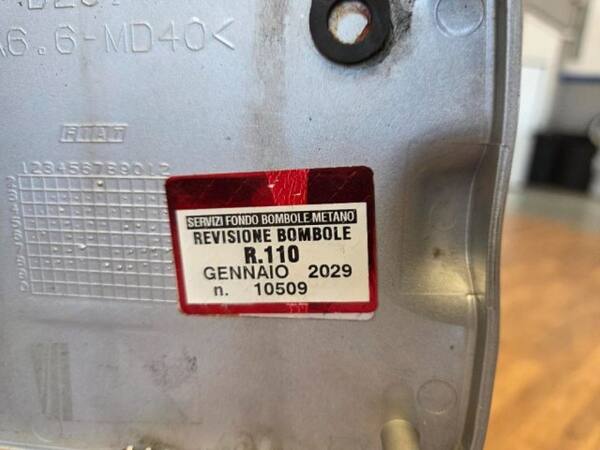 A6.6-MD40<
FIAT
123456789012
SERVIZI FONDO BOMBOLE METANO
REVISIONE BOMBOLE
R.110
GENNAIO 2029
n. 10509